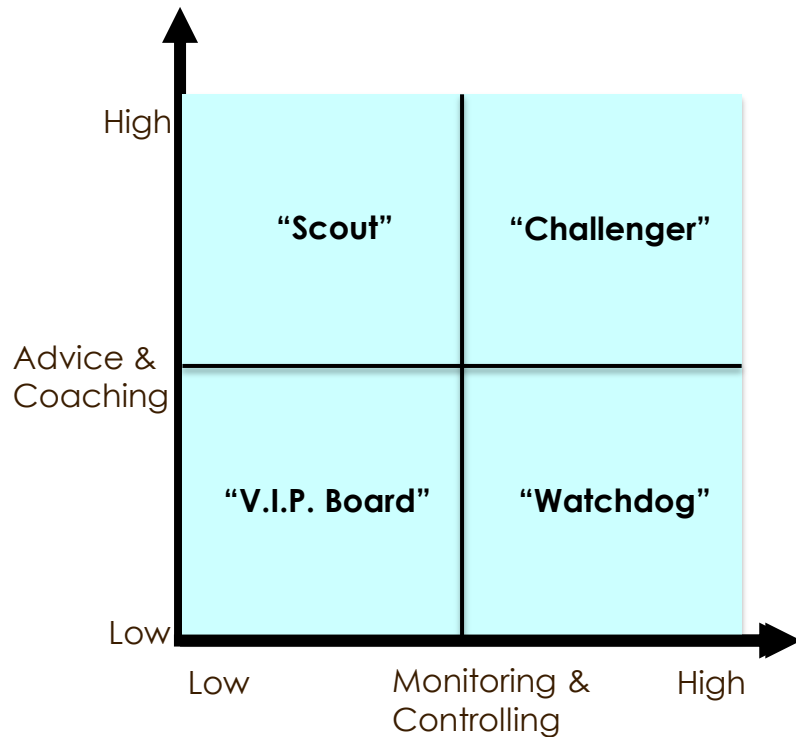 High
“Scout” “Challenger”
Advice &
Coaching
“V.I.P. Board” “Watchdog”
Low
Low Monitoring & High
Controlling